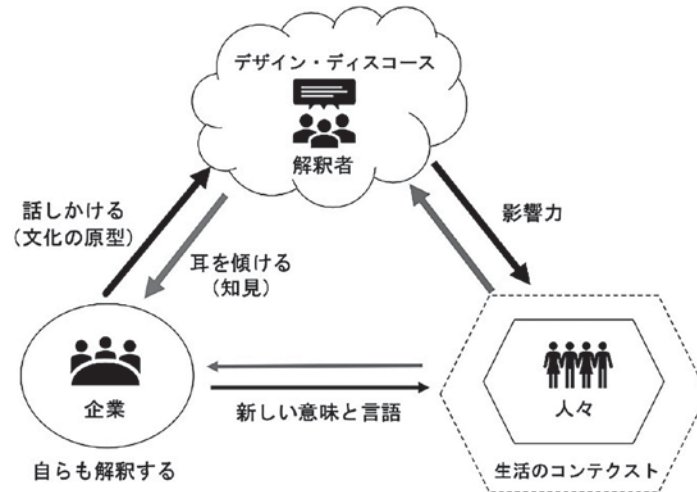 デザイン・ディスコース
解釈者
話しかける
（文化の原型）
影響力
耳を傾ける
（知見）
企業
人々
新しい意味と言語
自らも解釈する
生活のコンテクスト